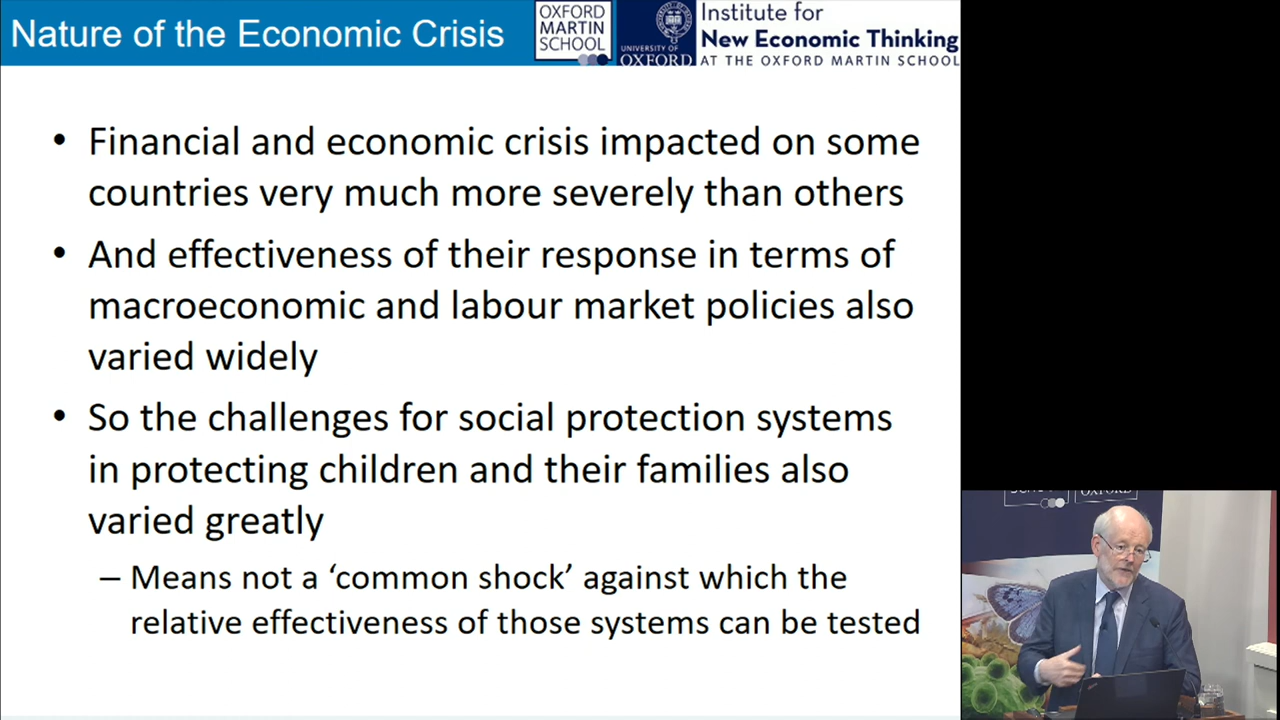 Nature of the Economic Crisis
OXFORD
MARTIN
SCHOOL
UNIVERSITY OF
OXFORD
Institute for
New Economic Thinking
AT THE OXFORD MARTIN SCHOOL
• Financial and economic crisis impacted on some
countries very much more severely than others
• And effectiveness of their response in terms of
macroeconomic and labour market policies also
varied widely
• So the challenges for social protection systems
in protecting children and their families also
varied greatly
– Means not a ‘common shock’ against which the
relative effectiveness of those systems can be tested
SCHOOL
OXFORD